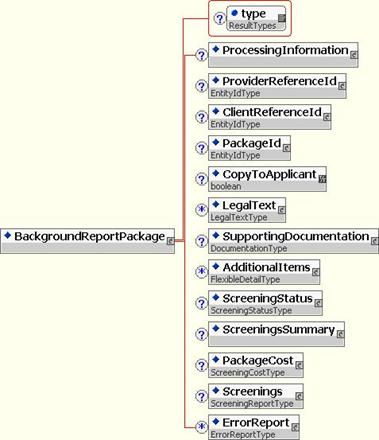 ? type
ResultTypes
? ProcessingInformation
? ProviderReferenceId
EntityIdType
? ClientReferenceId
EntityIdType
? PackageId
EntityIdType
? CopyToApplicant
boolean
* LegalText
LegalTextType
BackgroundReportPackage
? SupportingDocumentation
DocumentationType
* AdditionalItems
FlexibleDetailType
? ScreeningStatus
ScreeningStatusType
? ScreeningsSummary
? PackageCost
ScreeningCostType
? Screenings
ScreeningReportType
* ErrorReport
ErrorReportType